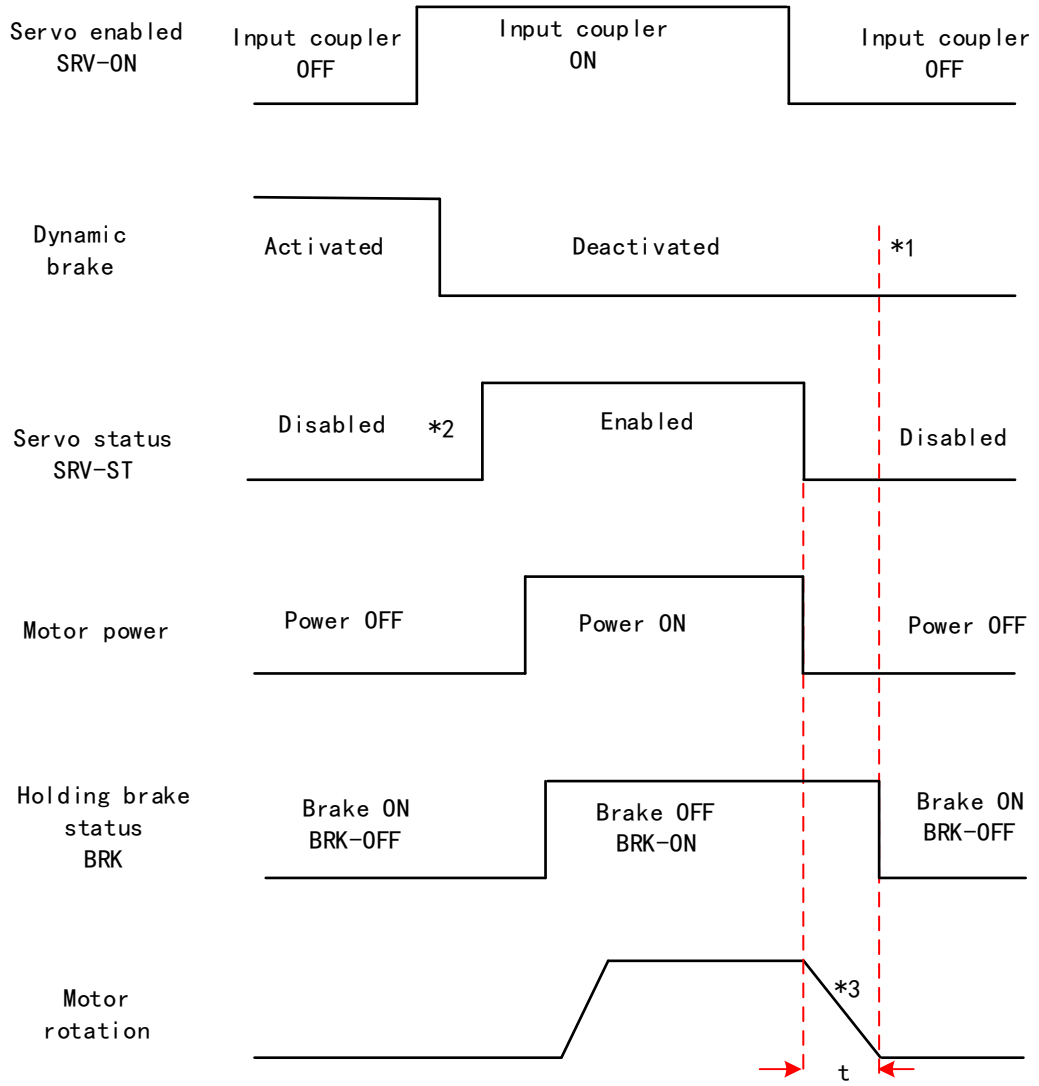 Servo enabled
SRV-ON
Input coupler
OFF
Input coupler
ON
Input coupler
OFF
Dynamic
brake
Activated
Deactivated
*1
Servo status
SRV-ST
Disabled
*2
Enabled
Disabled
Motor power
Power OFF
Power ON
Power OFF
Holding brake
status
BRK
Brake ON
BRK-OFF
Brake OFF
BRK-ON
Brake ON
BRK-OFF
Motor
rotation
*3
t